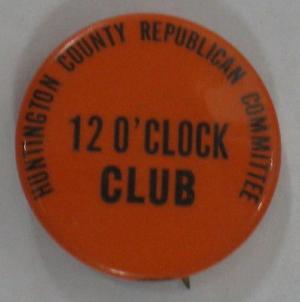 HUNTINGTON COUNTY REPUBLICAN COMMITTEE
12 O'CLOCK
CLUB